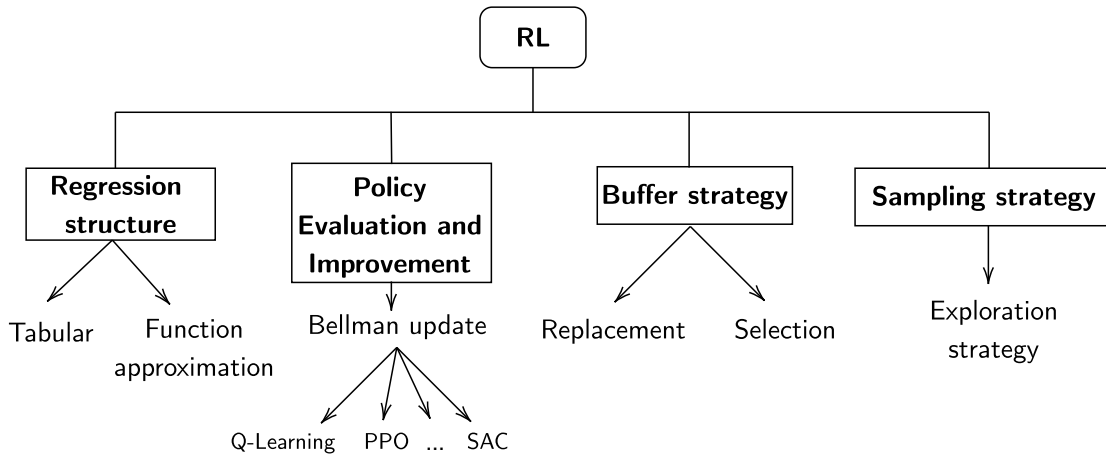 RL
Regression
structure
Policy
Evaluation and
Improvement
Buffer strategy
Sampling strategy
Tabular
Function
approximation
Bellman update
Replacement
Selection
Exploration
strategy
Q-Learning
PPO
...
SAC